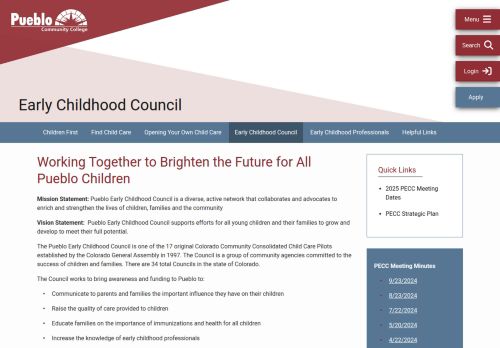 Pueblo
Community College
Menu
Search
Login
Apply
Early Childhood Council
Children First
Find Child Care
Opening Your Own Child Care
Early Childhood Council
Early Childhood Professionals
Helpful Links
Working Together to Brighten the Future for All
Pueblo Children
Mission Statement: Pueblo Early Childhood Council is a diverse, active network that collaborates and advocates to
enrich and strengthen the lives of children, families and the community
Vision Statement: Pueblo Early Childhood Council supports efforts for all young children and their families to grow and
develop to meet their full potential.
The Pueblo Early Childhood Council is one of the 17 original Colorado Community Consolidated Child Care Pilots
established by the Colorado General Assembly in 1997. The Council is a group of community agencies committed to the
success of children and families. There are 34 total Councils in the state of Colorado.
The Council works to bring awareness and funding to Pueblo to:
• Communicate to parents and families the important influence they have on their children
• Raise the quality of care provided to children
• Educate families on the importance of immunizations and health for all children
• Increase the knowledge of early childhood professionals
Quick Links
• 2025 PECC Meeting
Dates
• PECC Strategic Plan
PECC Meeting Minutes
• 9/23/2024
• 8/23/2024
• 7/22/2024
• 5/20/2024
• 4/22/2024